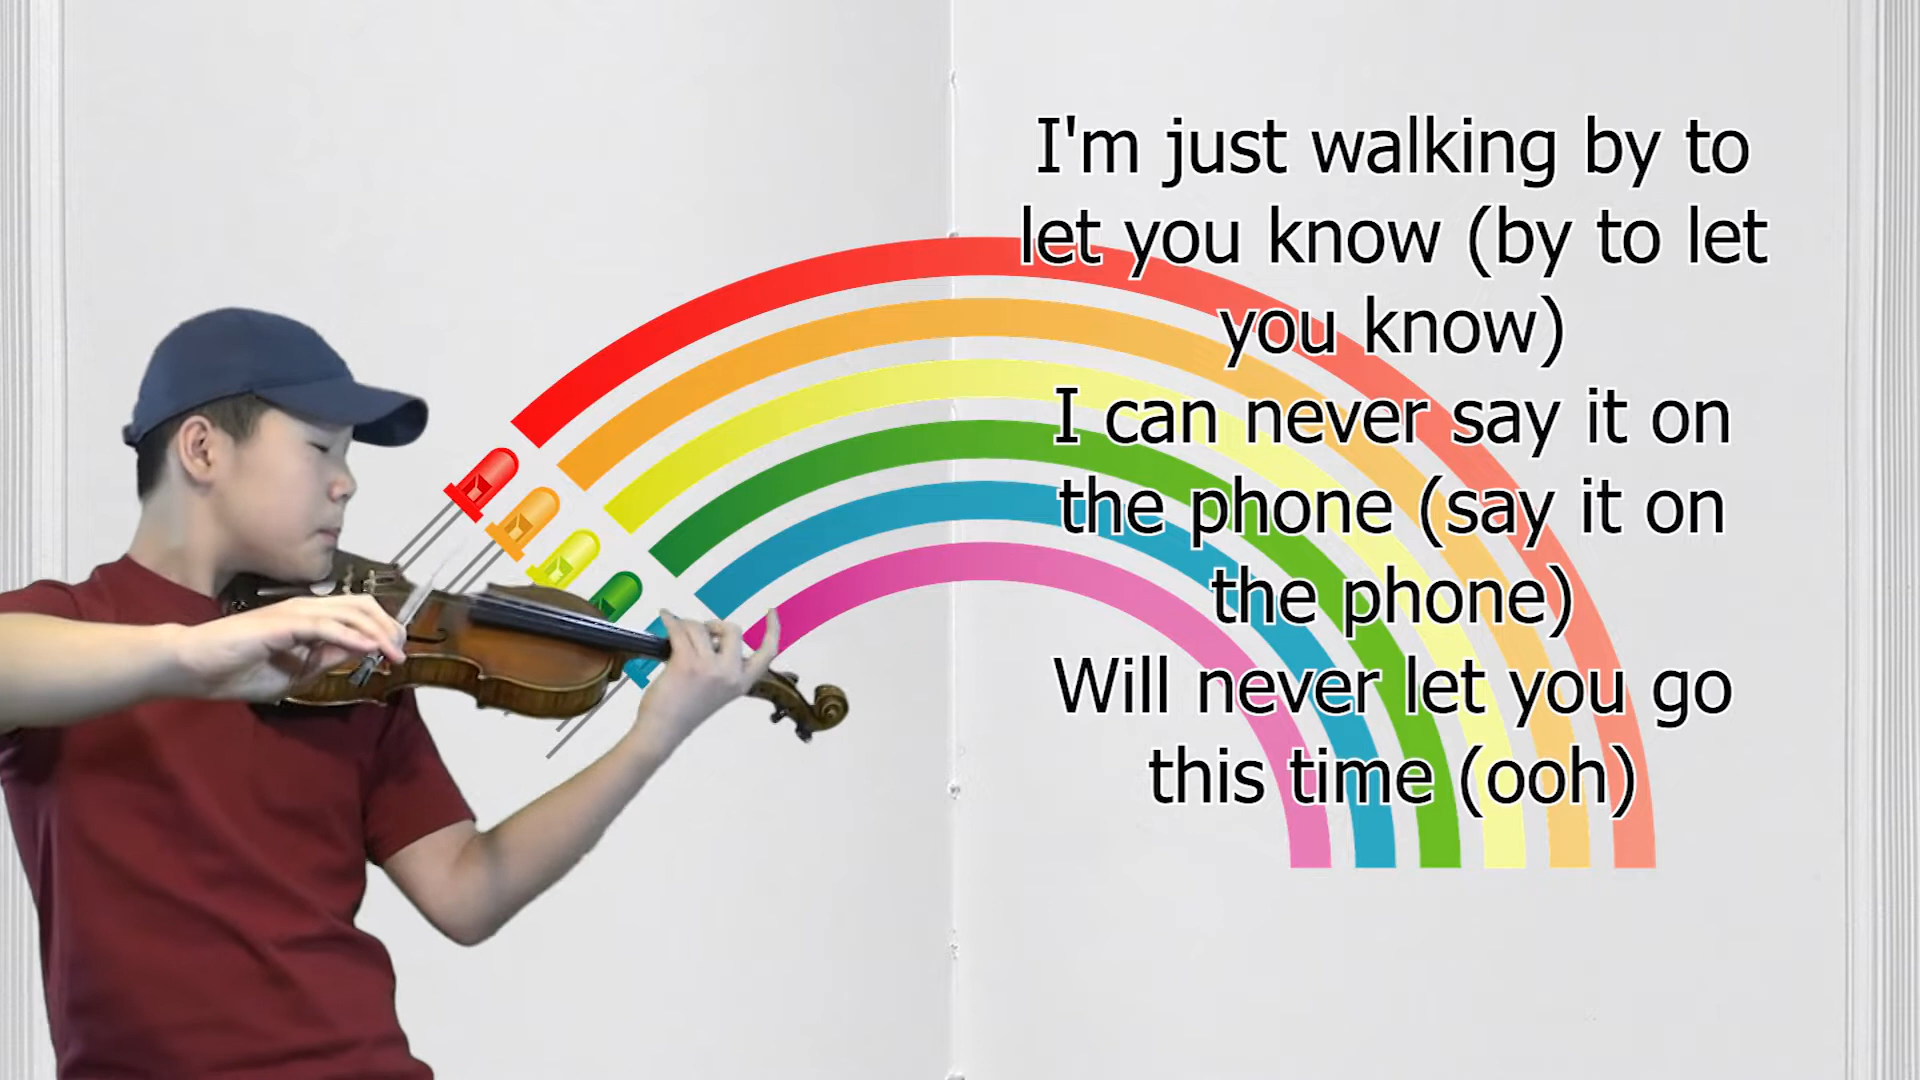 I'm just walking by to
let you know (by to let
you know)
I can never say it on
the phone (say it on
the phone)
Will never let you go
this time (ooh)